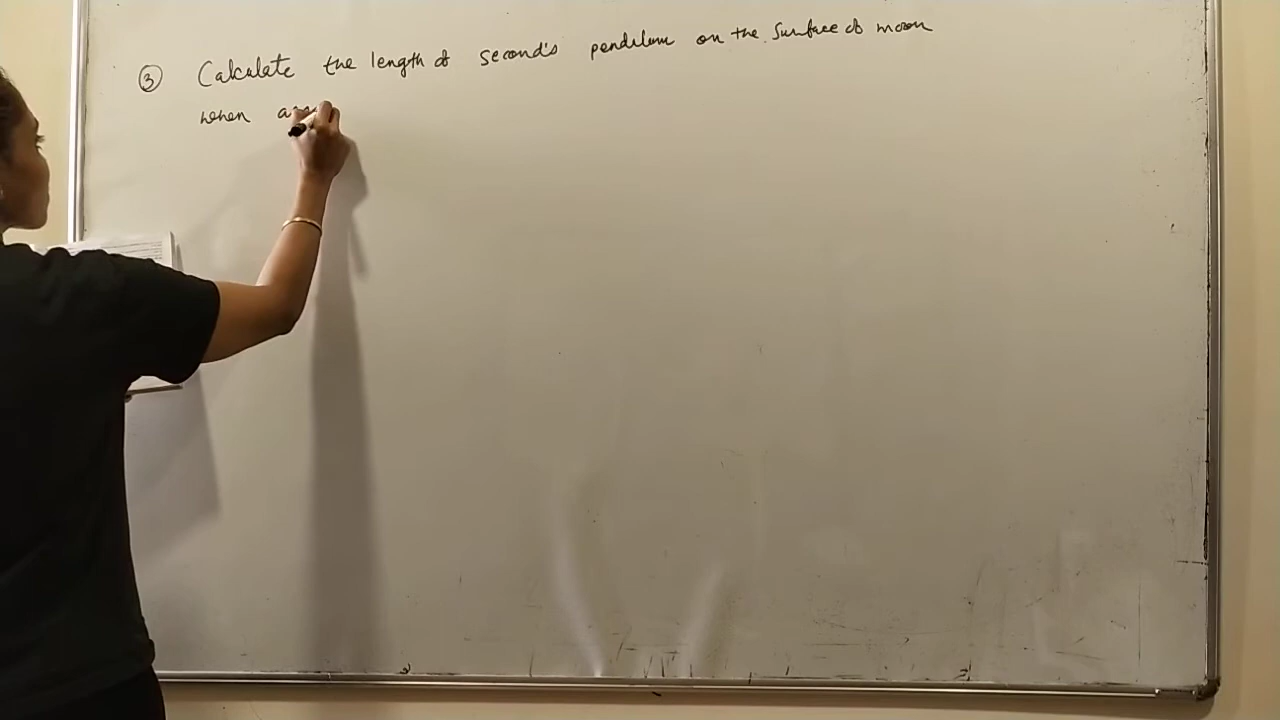 ③ Calculate the length of second's pendulum on the surface of moon
when